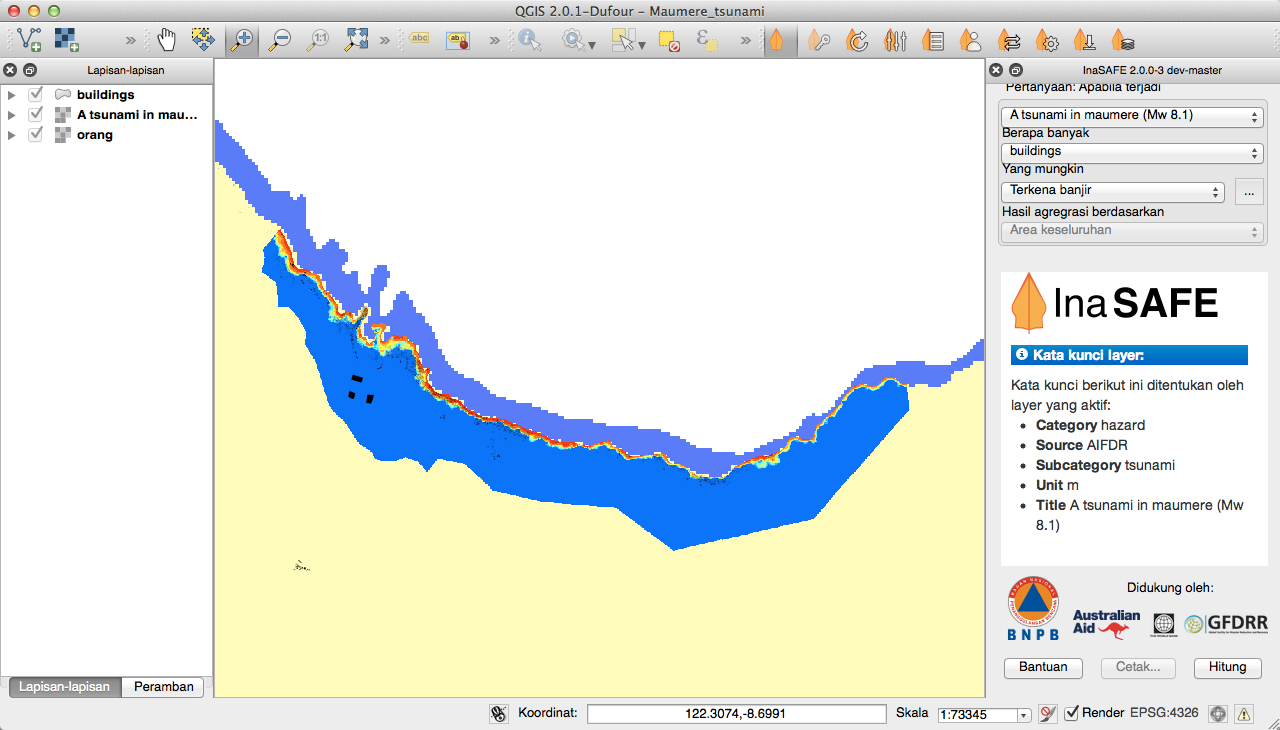 QGIS 2.0.1-Dufour - Maumere_tsunami
»
1:1
»
abc
ab
»
ε
»
Lapisan-lapisan
buildings
A tsunami in mau...
orang
Lapisan-lapisan
Peramban
InaSAFE 2.0.0-3 dev-master
Pertanyaan: Apabila terjadi
A tsunami in maumere (Mw 8.1)
Berapa banyak
buildings
Yang mungkin
Terkena banjir
...
Hasil agregrasi berdasarkan
Area keseluruhan
InaSAFE
Kata kunci layer:
Kata kunci berikut ini ditentukan oleh
layer yang aktif:
• Category hazard
• Source AIFDR
• Subcategory tsunami
• Unit m
• Title A tsunami in maumere (Mw
8.1)
Didukung oleh:
BNPB
Australian
Aid
GFDRR
Bantuan
Cetak...
Hitung
Koordinat:
122.3074,-8.6991
Skala
1:73345
Render
EPSG:4326